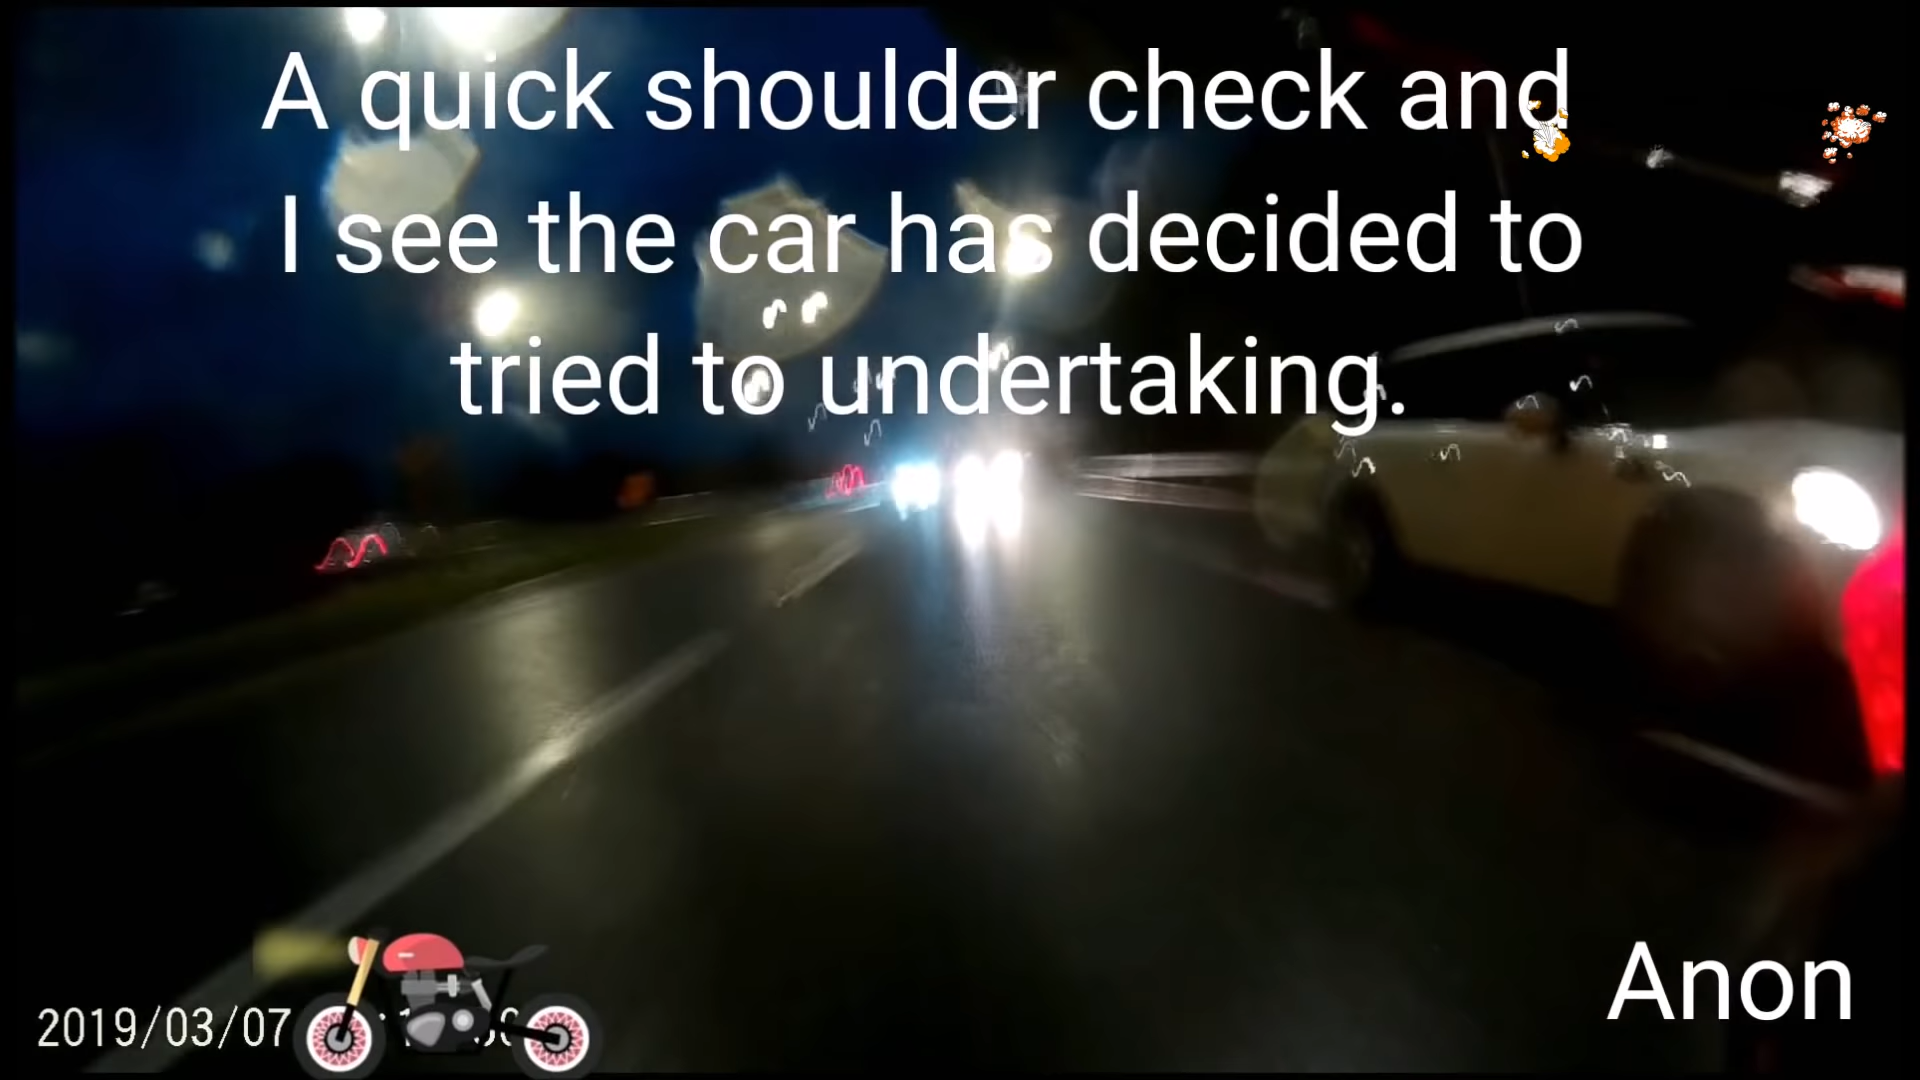 A quick shoulder check and
I see the car has decided to
tried to undertaking.
Anon
2019/03/07